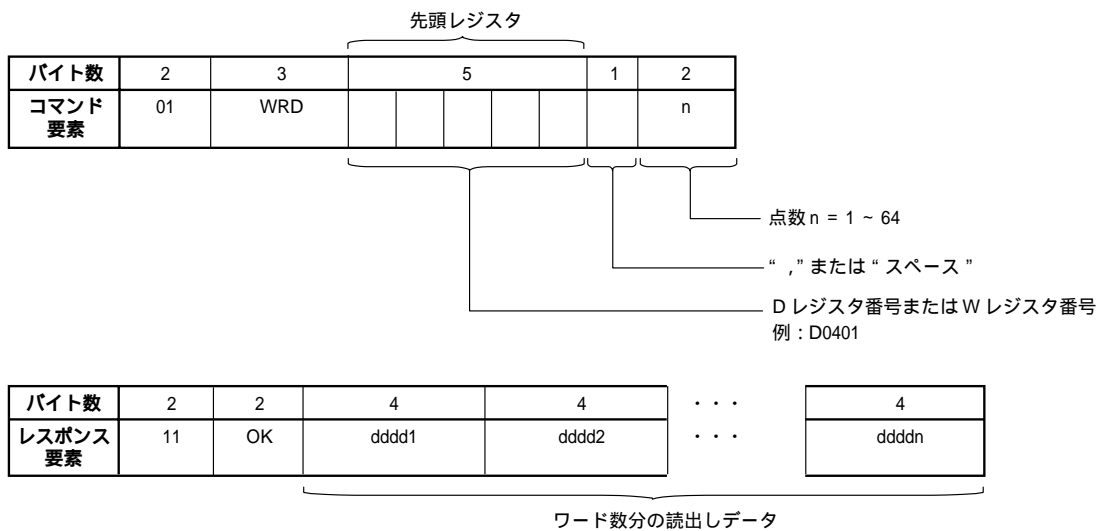 先頭レジスタ
バイト数 2 3 5 1 2
コマンド要素 01 WRD n
点数 n = 1 ~ 64
“ ,” または “ スペース ”
D レジスタ番号または W レジスタ番号
例：D0401
バイト数 2 2 4 4 ・・・ 4
レスポンス要素 11 OK dddd1 dddd2 ・・・ ddddn
ワード数分の読出しデータ